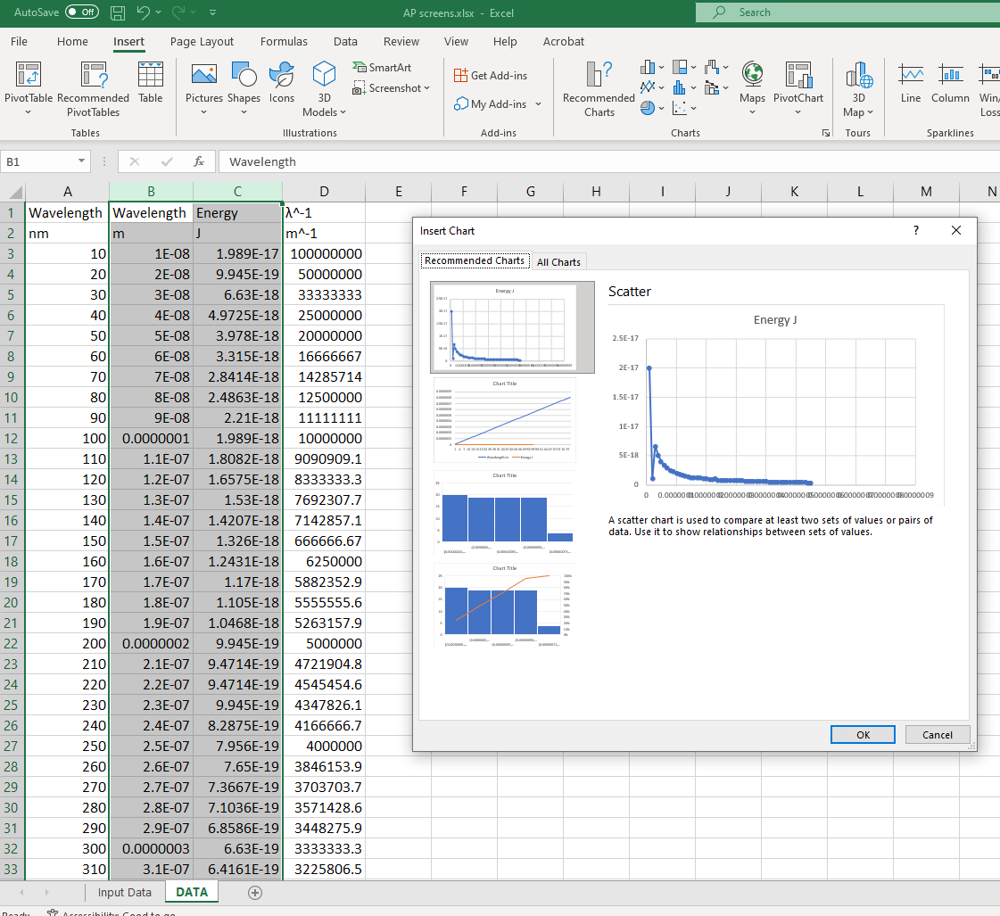 AutoSave Off AP screens.xlsx - Excel Search
File Home Insert Page Layout Formulas Data Review View Help Acrobat
PivotTable Recommended PivotTables Table
Pictures Shapes Icons 3D Models SmartArt Screenshot
Get Add-ins
My Add-ins
Recommended Charts Maps PivotChart
3D Map Line Column Win/ Loss
Tables Illustrations Add-ins Charts Tours Sparklines
B1 fx Wavelength
A B C D E F G H I J K L M N
1 Wavelength Wavelength Energy λ^-1
2 nm m J m^-1
3 10 1E-08 1.989E-17 100000000
4 20 2E-08 9.945E-19 50000000
5 30 3E-08 6.63E-18 33333333
6 40 4E-08 4.9725E-18 25000000
7 50 5E-08 3.978E-18 20000000
8 60 6E-08 3.315E-18 16666667
9 70 7E-08 2.8414E-18 14285714
10 80 8E-08 2.4863E-18 12500000
11 90 9E-08 2.21E-18 11111111
12 100 0.0000001 1.989E-18 10000000
13 110 1.1E-07 1.8082E-18 9090909.1
14 120 1.2E-07 1.6575E-18 8333333.3
15 130 1.3E-07 1.53E-18 7692307.7
16 140 1.4E-07 1.4207E-18 7142857.1
17 150 1.5E-07 1.326E-18 666666.67
18 160 1.6E-07 1.2431E-18 6250000
19 170 1.7E-07 1.17E-18 5882352.9
20 180 1.8E-07 1.105E-18 5555555.6
21 190 1.9E-07 1.0468E-18 5263157.9
22 200 0.0000002 9.945E-19 5000000
23 210 2.1E-07 9.4714E-19 4721904.8
24 220 2.2E-07 9.4714E-19 4545454.6
25 230 2.3E-07 9.945E-19 4347826.1
26 240 2.4E-07 8.2875E-19 4166666.7
27 250 2.5E-07 7.956E-19 4000000
28 260 2.6E-07 7.65E-19 3846153.9
29 270 2.7E-07 7.3667E-19 3703703.7
30 280 2.8E-07 7.1036E-19 3571428.6
31 290 2.9E-07 6.8586E-19 3448275.9
32 300 0.0000003 6.63E-19 3333333.3
33 310 3.1E-07 6.4161E-19 3225806.5
Insert Chart ?
Recommended Charts All Charts
Energy J
Chart Title
Chart Title
Chart Title
Scatter
Energy J
2.5E-17
2E-17
1.5E-17
1E-17
5E-18
0
0
A scatter chart is used to compare at least two sets of values or pairs of
data. Use it to show relationships between sets of values.
OK Cancel
Input Data DATA
Ready Accessibility: Good to go